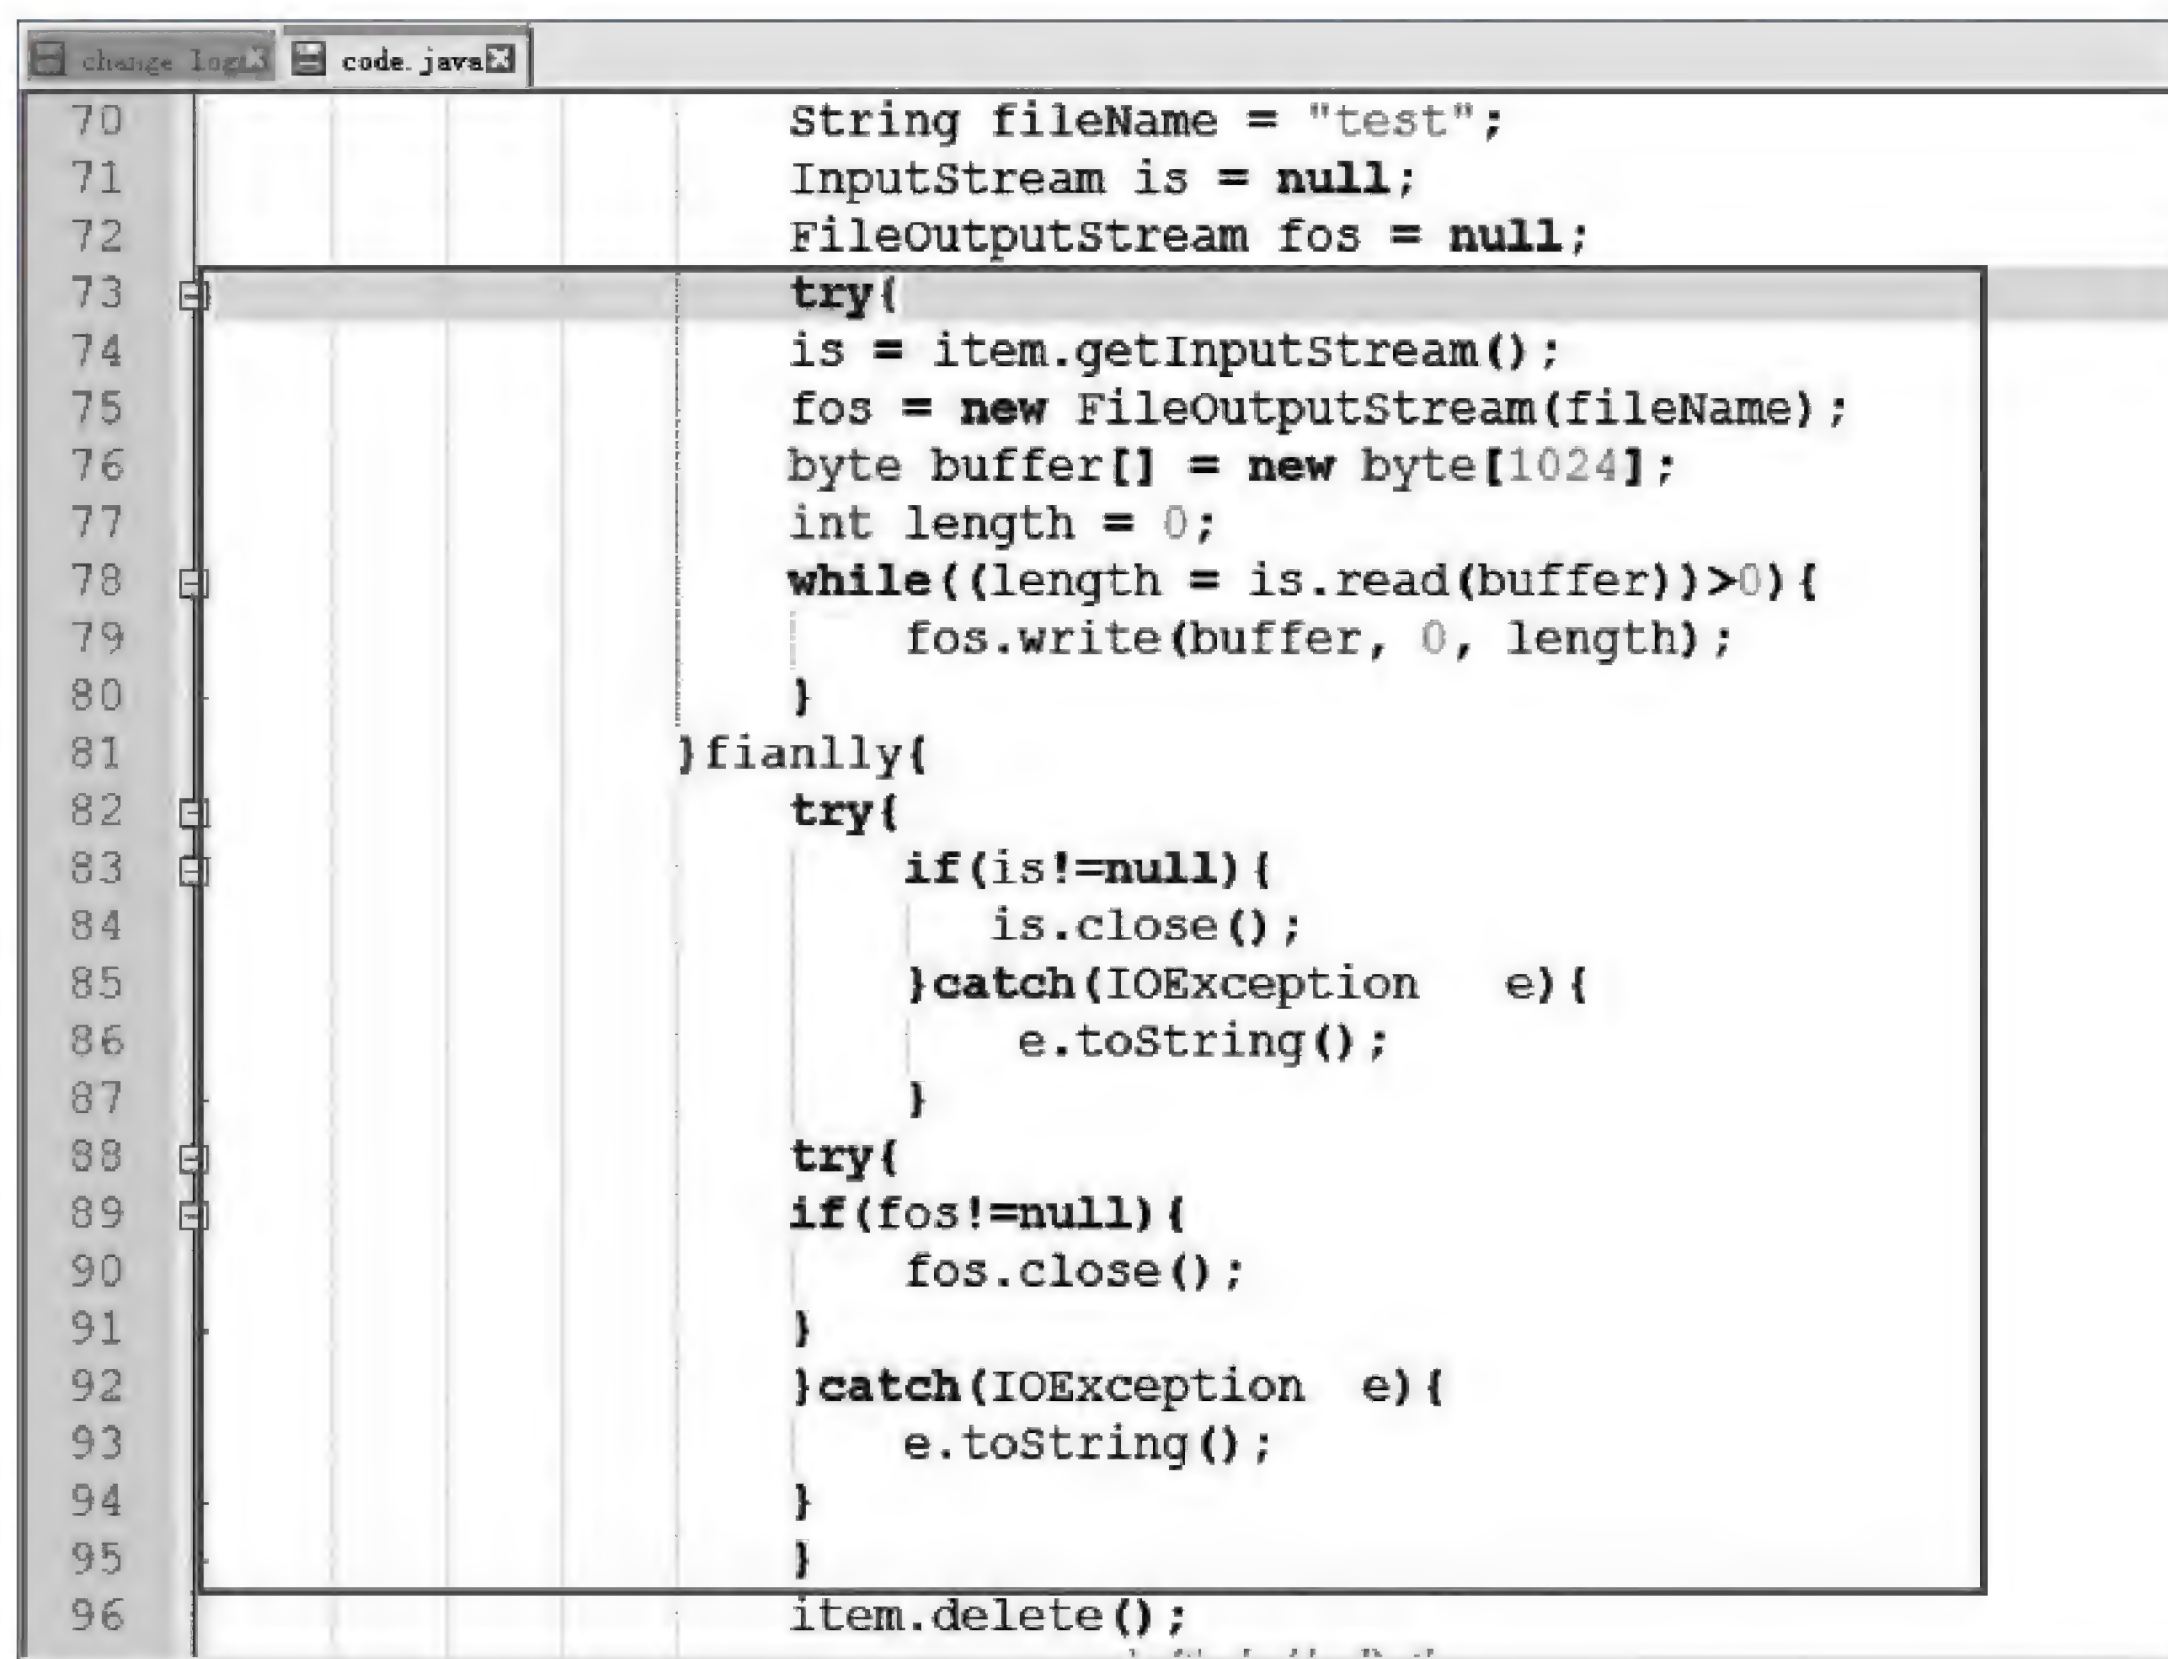 change log code.java
70 String fileName = "test";
71 InputStream is = null;
72 FileOutputStream fos = null;
73 try{
74 is = item.getInputStream();
75 fos = new FileOutputStream(fileName);
76 byte buffer[] = new byte[1024];
77 int length = 0;
78 while((length = is.read(buffer))>0){
79 fos.write(buffer, 0, length);
80 }
81 }fianlly{
82 try{
83 if(is!=null){
84 is.close();
85 }catch(IOException e){
86 e.toString();
87 }
88 try{
89 if(fos!=null){
90 fos.close();
91 }
92 }catch(IOException e){
93 e.toString();
94 }
95 }
96 item.delete();